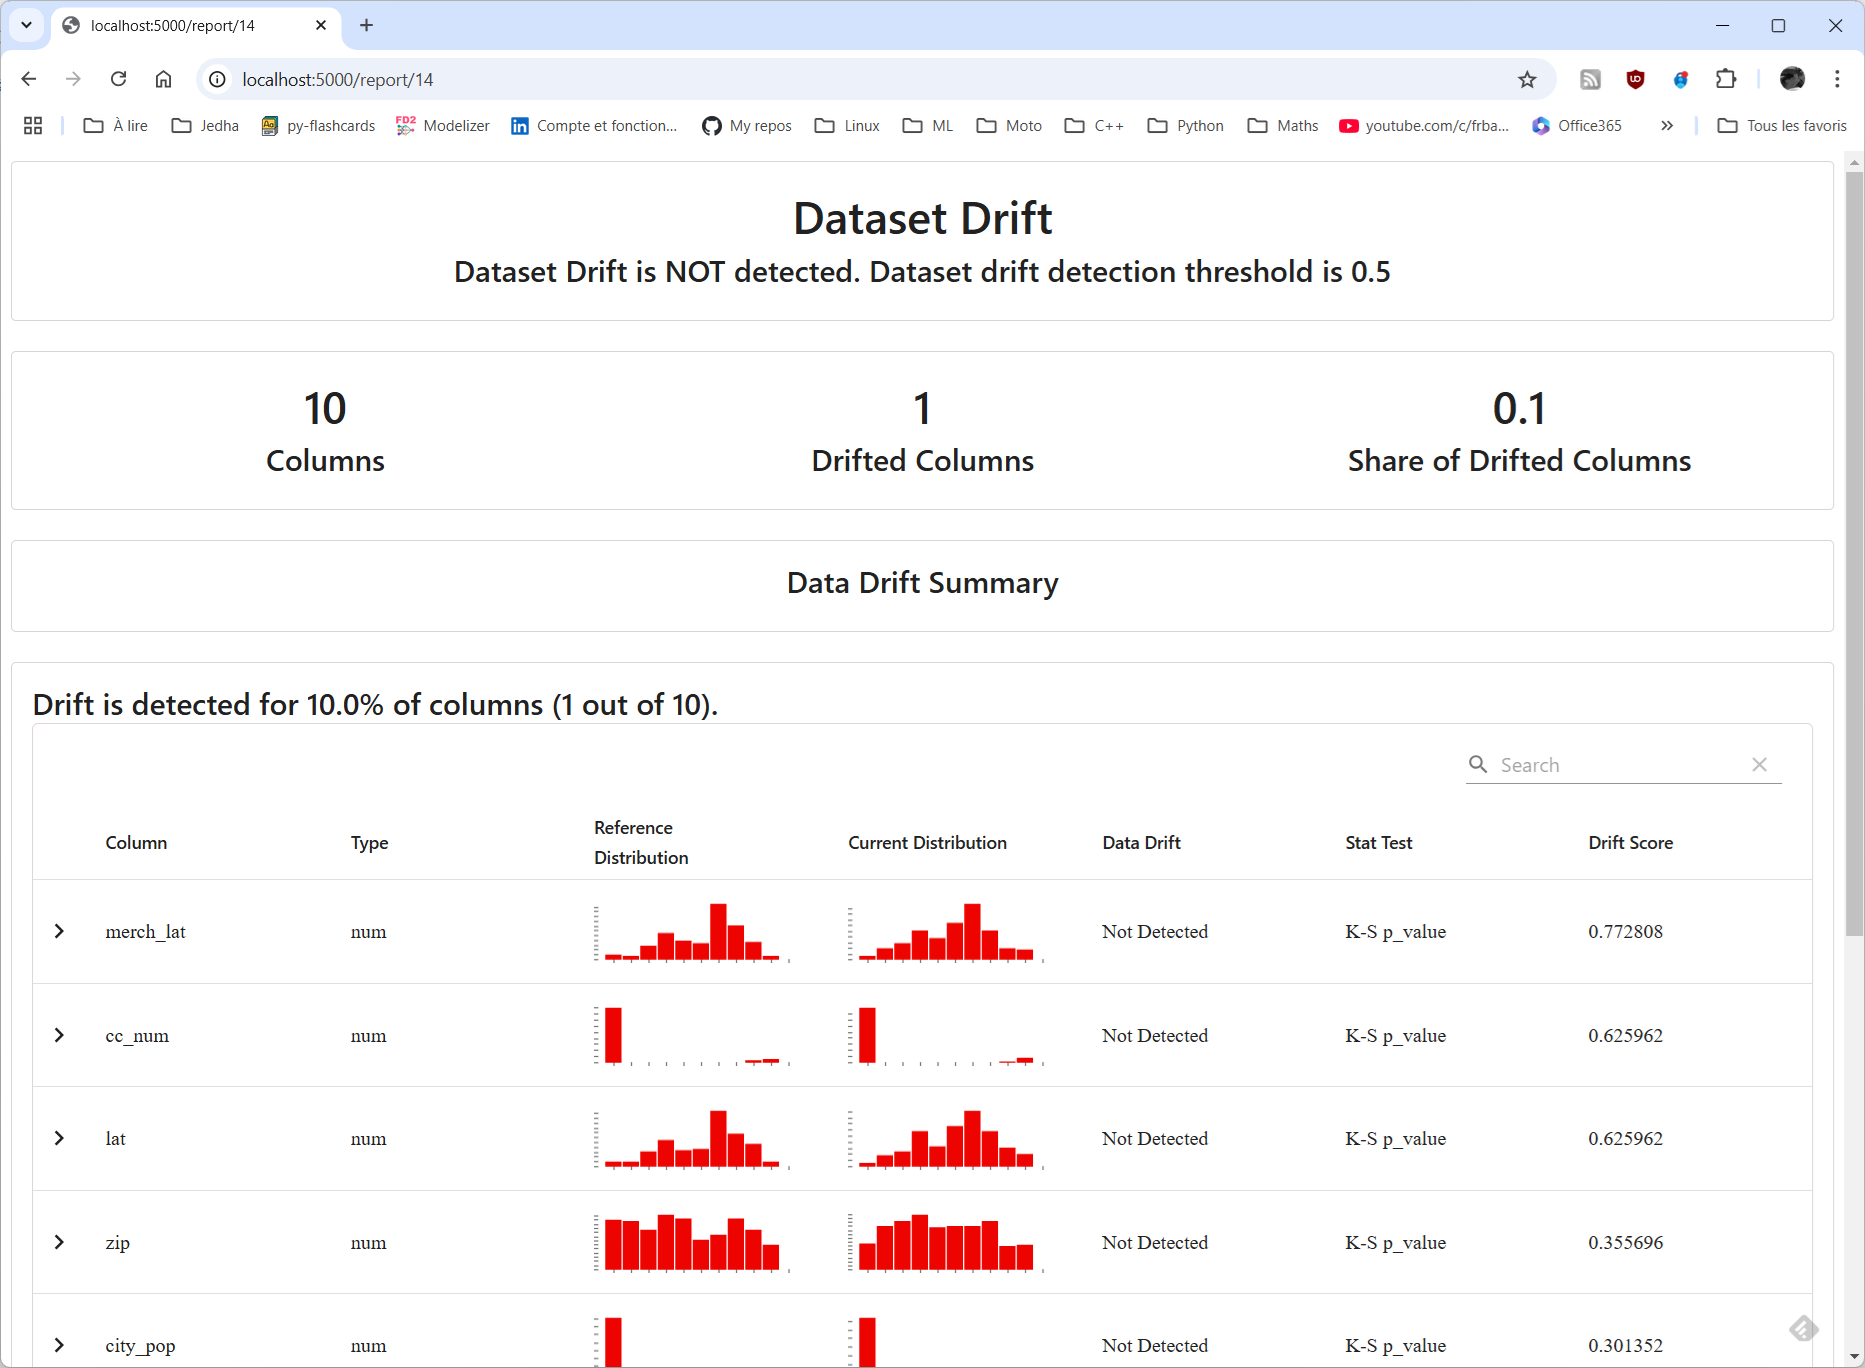 localhost:5000/report/14
localhost:5000/report/14
À lire
Jedha
py-flashcards
FD2 Modelizer
Compte et fonction...
My repos
Linux
ML
Moto
C++
Python
Maths
youtube.com/c/frba...
Office365
Tous les favoris
Dataset Drift
Dataset Drift is NOT detected. Dataset drift detection threshold is 0.5
10
Columns
1
Drifted Columns
0.1
Share of Drifted Columns
Data Drift Summary
Drift is detected for 10.0% of columns (1 out of 10).
Search
Column Type Reference Distribution Current Distribution Data Drift Stat Test Drift Score
merch_lat num Not Detected K-S p_value 0.772808
cc_num num Not Detected K-S p_value 0.625962
lat num Not Detected K-S p_value 0.625962
zip num Not Detected K-S p_value 0.355696
city_pop num Not Detected K-S p_value 0.301352